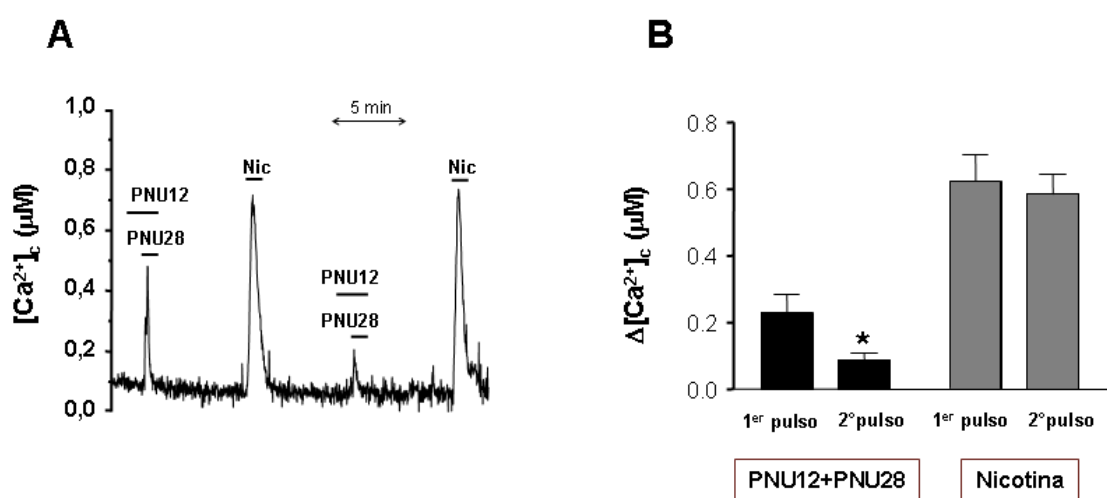 A
1,0
0,8
0,6
0,4
0,2
0,0
[Ca²⁺]c (μM)
5 min
PNU12
PNU28
Nic
PNU12
PNU28
Nic
B
0.8
0.6
0.4
0.2
0.0
Δ[Ca²⁺]c (μM)
*
1er pulso 2°pulso 1er pulso 2°pulso
PNU12+PNU28 Nicotina